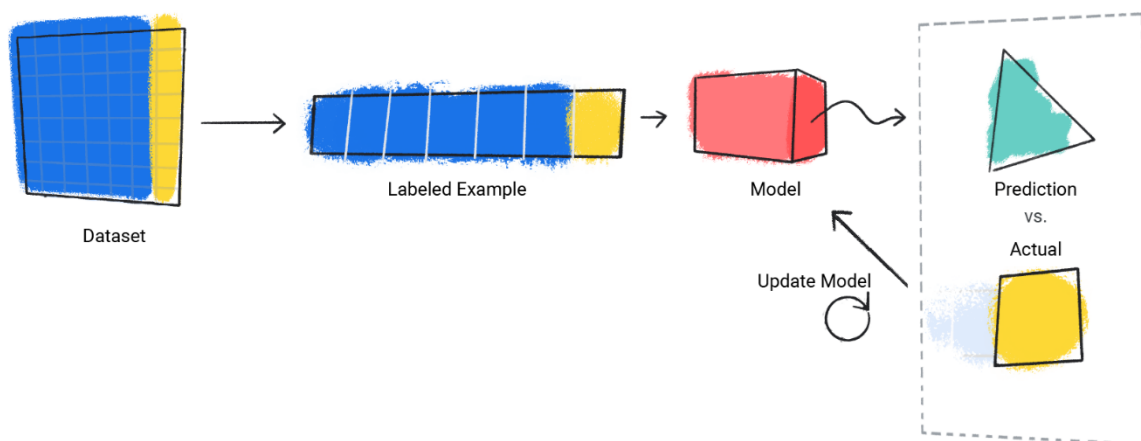 Dataset
Labeled Example
Model
Prediction
vs.
Actual
Update Model